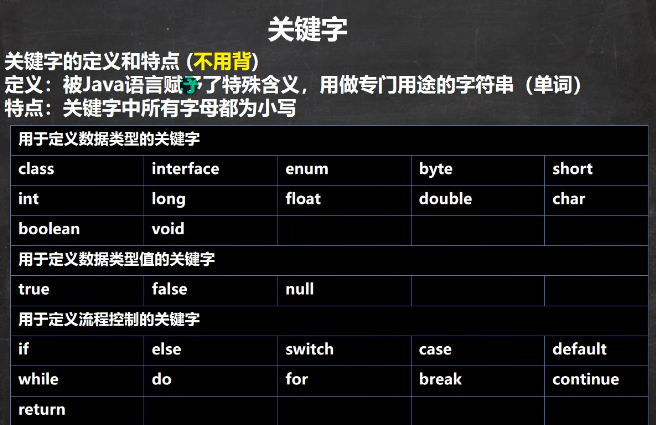 关键字
关键字的定义和特点 (不用背)
定义：被Java语言赋予了特殊含义，用做专门用途的字符串（单词）
特点：关键字中所有字母都为小写
用于定义数据类型的关键字
class interface enum byte short
int long float double char
boolean void
用于定义数据类型值的关键字
true false null
用于定义流程控制的关键字
if else switch case default
while do for break continue
return